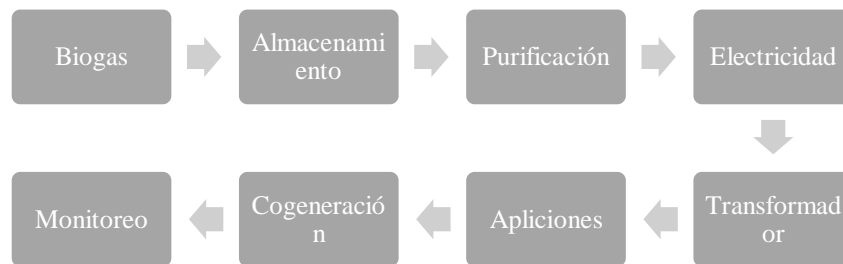 Biogas
Almacenami
ento
Purificación
Electricidad
Transformad
or
Apliciones
Cogeneració
n
Monitoreo